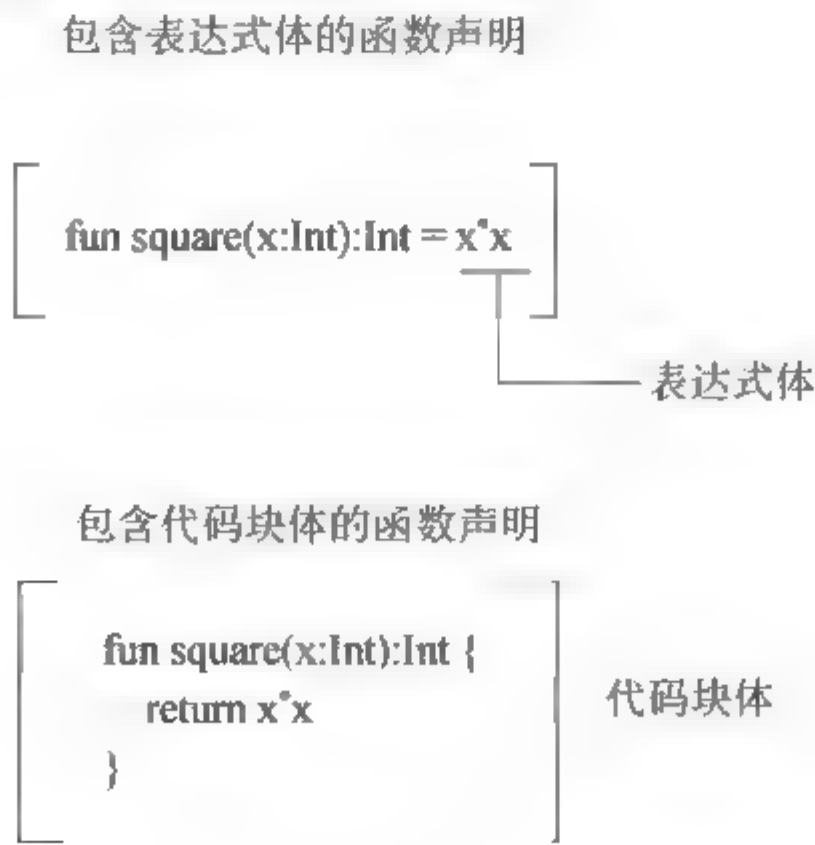 包含表达式体的函数声明
fun square(x:Int):Int = x*x
表达式体
包含代码块体的函数声明
fun square(x:Int):Int {
return x*x
}
代码块体